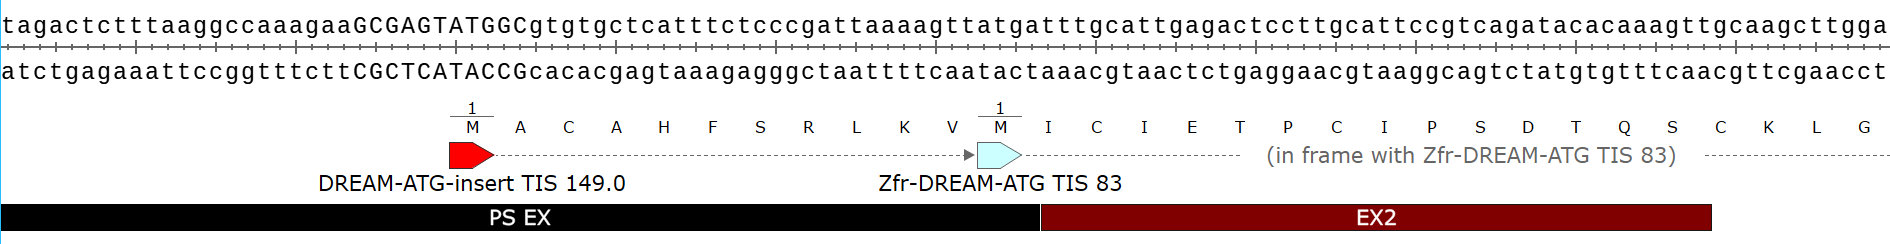 tagactctttaaggccaaagaaGCGAGTATGGCgtgtgctcatttctcccgattaaaagttatgatttgcattgagactccttgcattccgtcagatacacaaagttgcaagcttgga
atctgagaaattccggtttcttCGCTCATACCGcacacgagtaaagagggctaattttcaatactaaacgtaactctgaggaacgtaaggcagtctatgtgtttcaacgttcgaacct
1 1
M A C A H F S R L K V M I C I E T P C I P S D T Q S C K L G
(in frame with Zfr-DREAM-ATG TIS 83)
DREAM-ATG-insert TIS 149.0 Zfr-DREAM-ATG TIS 83
PS EX EX2